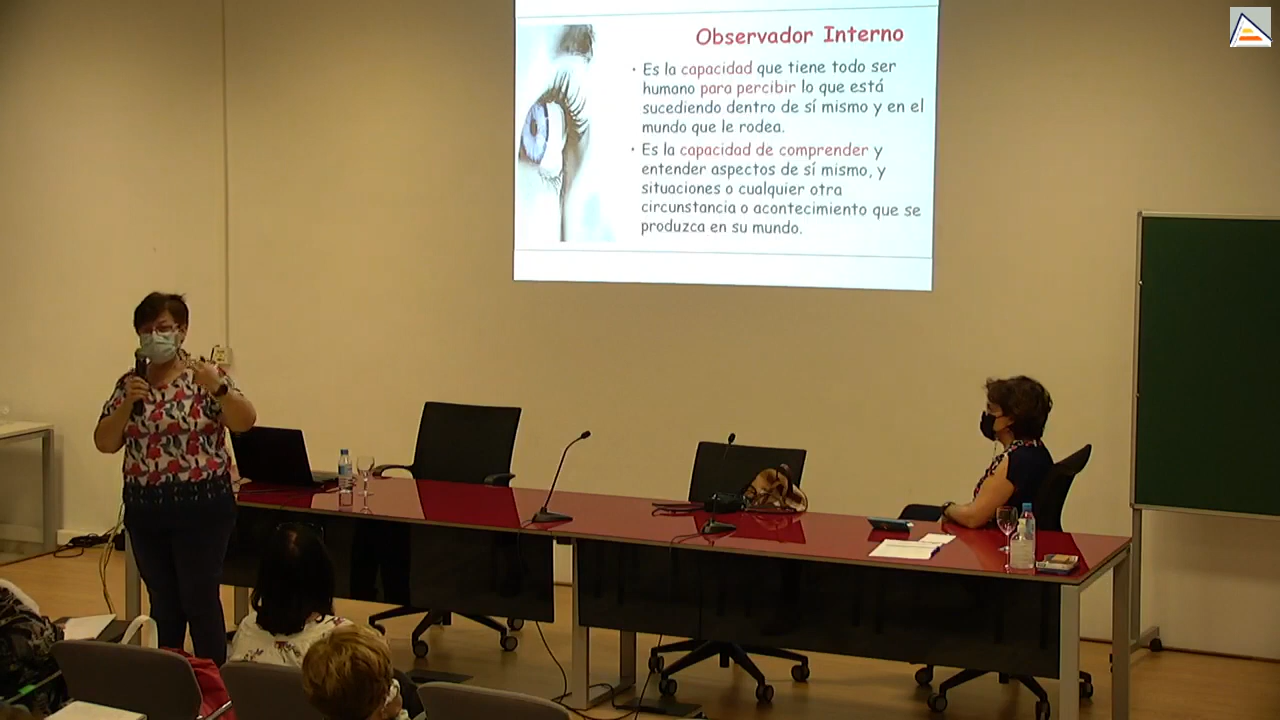 Observador Interno
• Es la capacidad que tiene todo ser
humano para percibir lo que está
sucediendo dentro de sí mismo y en el
mundo que le rodea.
• Es la capacidad de comprender y
entender aspectos de sí mismo, y
situaciones o cualquier otra
circunstancia o acontecimiento que se
produzca en su mundo.